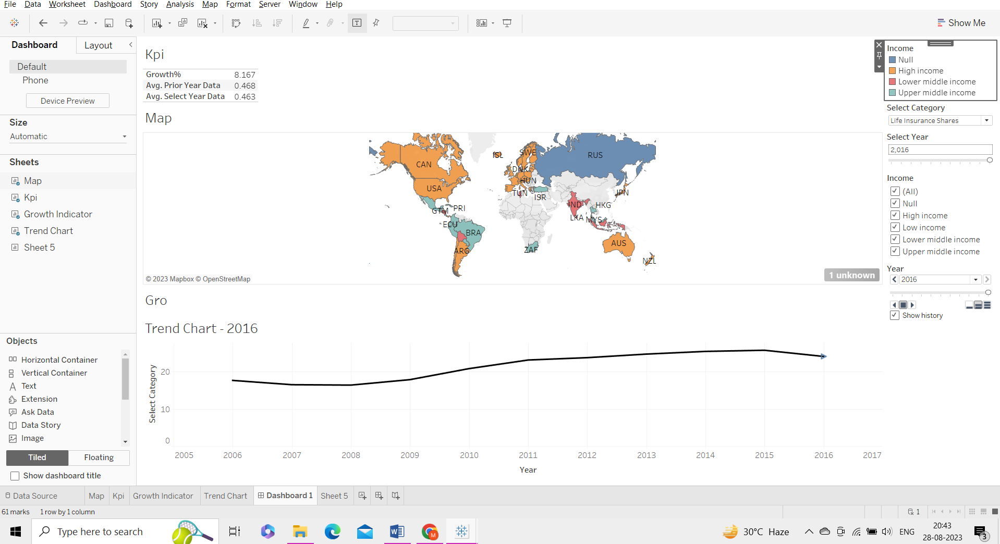 File Data Worksheet Dashboard Story Analysis Map Format Server Window Help
Show Me
Dashboard Layout
Default
Phone
Device Preview
Size
Automatic
Sheets
Map
Kpi
Growth Indicator
Trend Chart
Sheet 5
Objects
Horizontal Container
Vertical Container
Text
Extension
Ask Data
Data Story
Image
Tiled Floating
Show dashboard title
Kpi
Growth% 8.167
Avg. Prior Year Data 0.468
Avg. Select Year Data 0.463
Map
ISL SWE RUS
CAN DNK
HUN
USA TUN ISR JPN
GTM PRI IND HKG
ECU LKA MYS
BRA
ARG ZAF AUS
NZL
© 2023 Mapbox © OpenStreetMap
1 unknown
Gro
Trend Chart - 2016
Select Category
20
10
0
2005 2006 2007 2008 2009 2010 2011 2012 2013 2014 2015 2016 2017
Year
Income
Null
High income
Lower middle income
Upper middle income
Select Category
Life Insurance Shares
Select Year
2,016
Income
(All)
Null
High income
Low income
Lower middle income
Upper middle income
Year
2016
Show history
Data Source Map Kpi Growth Indicator Trend Chart Dashboard 1 Sheet 5
61 marks 1 row by 1 column
1
Type here to search
W
M
30°C Haze
ENG
20:43
28-08-2023
3